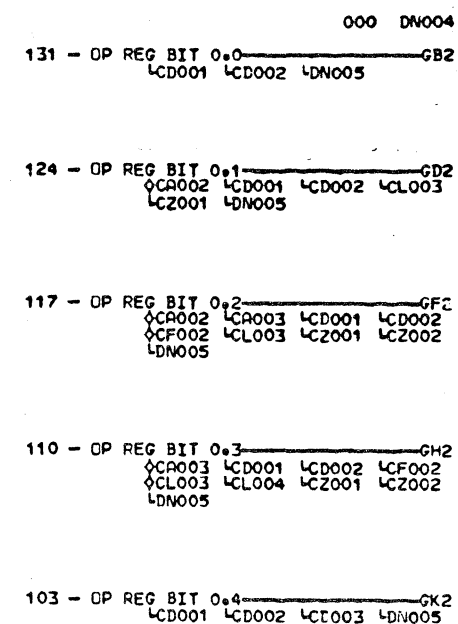 000 DN004
131 - OP REG BIT 0.0 GB2
CD001 CD002 DN005
124 - OP REG BIT 0.1 GD2
CA002 CD001 CD002 CL003
CZ001 DN005
117 - OP REG BIT 0.2 GF2
CA002 CA003 CD001 CD002
CF002 CL003 CZ001 CZ002
DN005
110 - OP REG BIT 0.3 GH2
CA003 CD001 CD002 CF002
CL003 CL004 CZ001 CZ002
DN005
103 - OP REG BIT 0.4 GK2
CD001 CD002 CD003 DN005